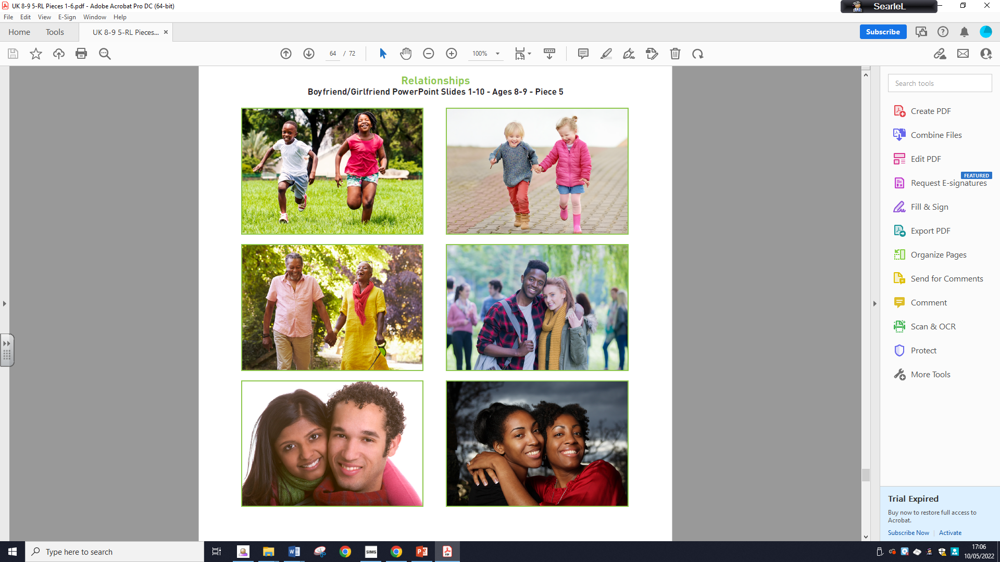 UK 8-9 5-RL Pieces 1-6.pdf - Adobe Acrobat Pro DC (64-bit)
SearleL
File Edit View E-Sign Window Help
Home Tools UK 8-9 5-RL Pieces... ×
Subscribe
64 / 72
100%
Relationships
Boyfriend/Girlfriend PowerPoint Slides 1-10 - Ages 8-9 - Piece 5
Search tools
Create PDF
Combine Files
Edit PDF
FEATURED
Request E-signatures
Fill & Sign
Export PDF
Organize Pages
Send for Comments
Comment
Scan & OCR
Protect
More Tools
Trial Expired
Buy now to restore full access to
Acrobat.
Subscribe Now | Activate
Type here to search
SIMS
17:06
10/05/2022